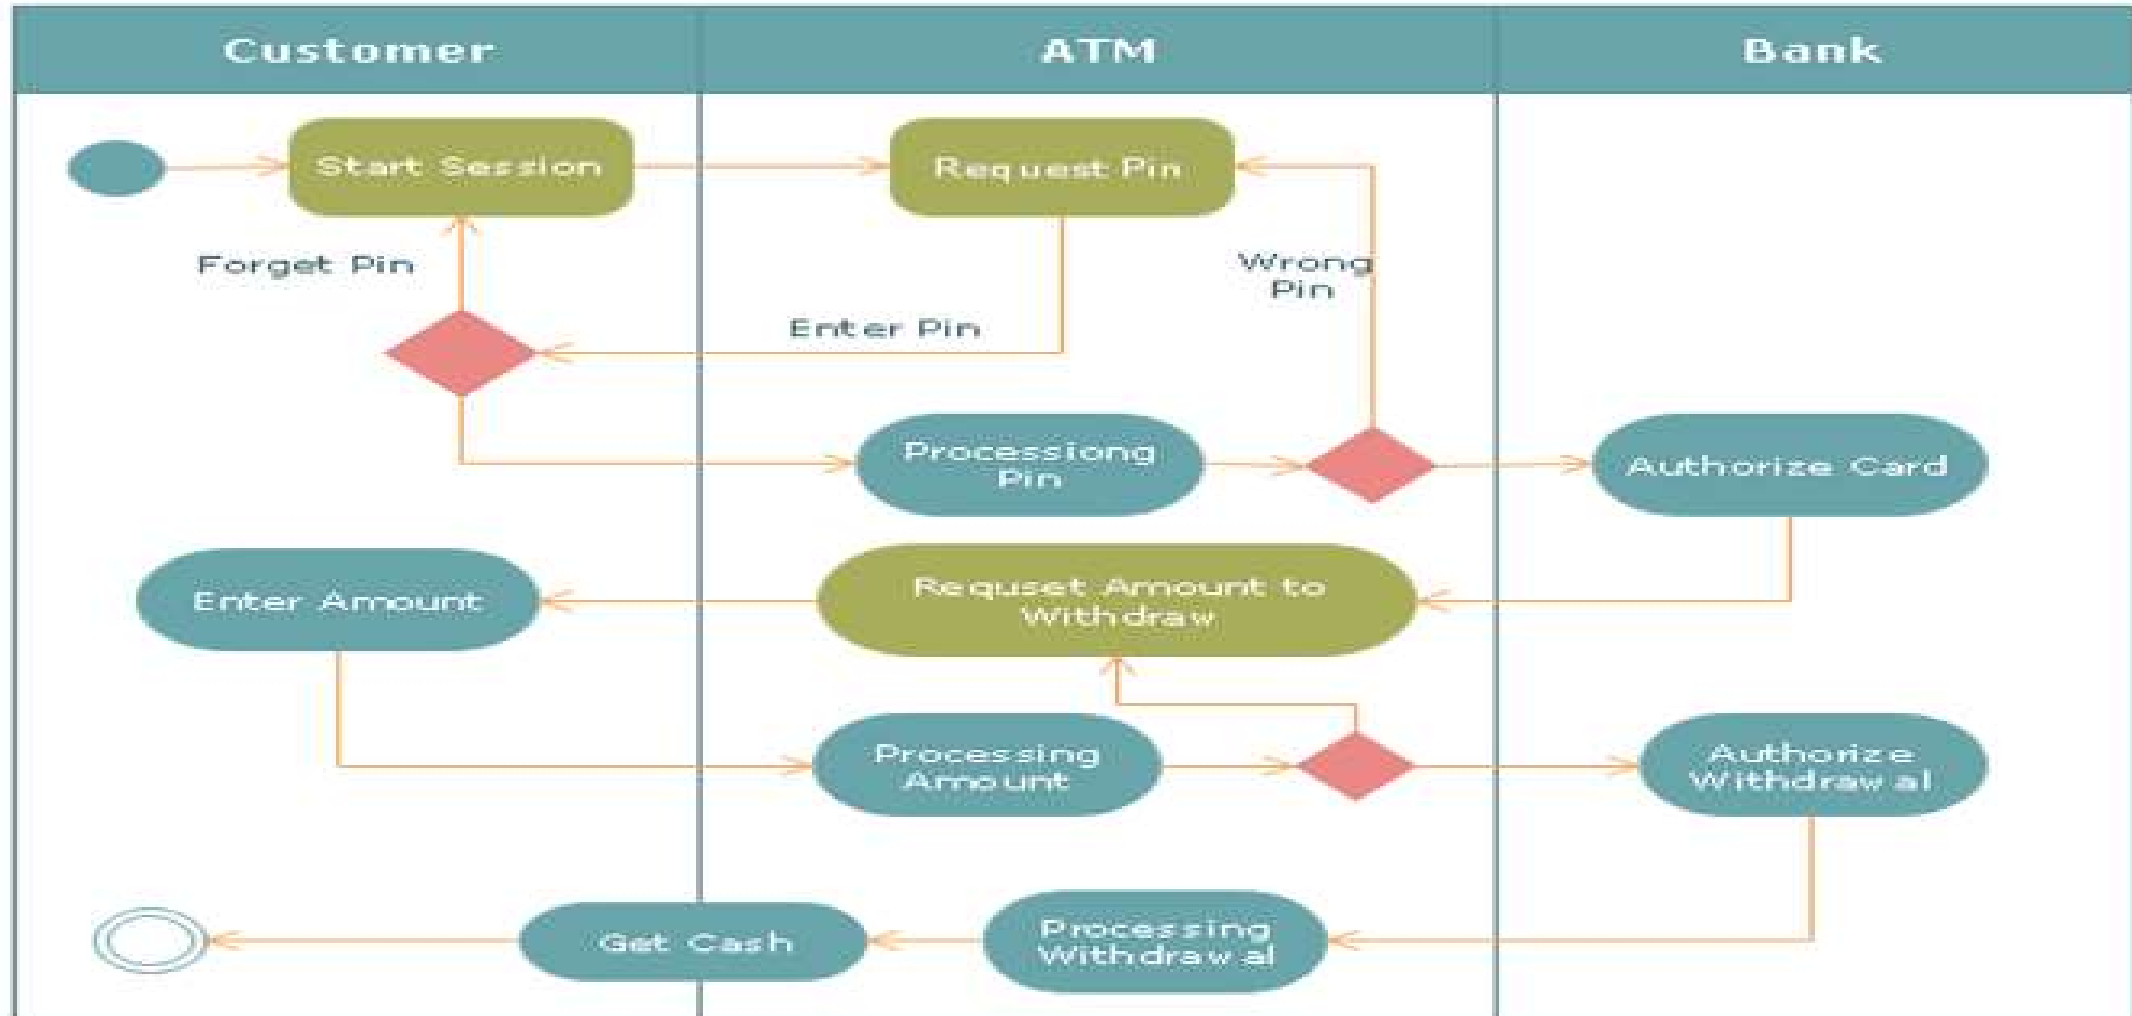 Customer
ATM
Bank
Start Session
Request Pin
Forget Pin
Wrong
Pin
Enter Pin
Processiong
Pin
Authorize Card
Enter Amount
Requset Amount to
Withdraw
Processing
Amount
Authorize
Withdrawal
Get Cash
Processing
Withdrawal